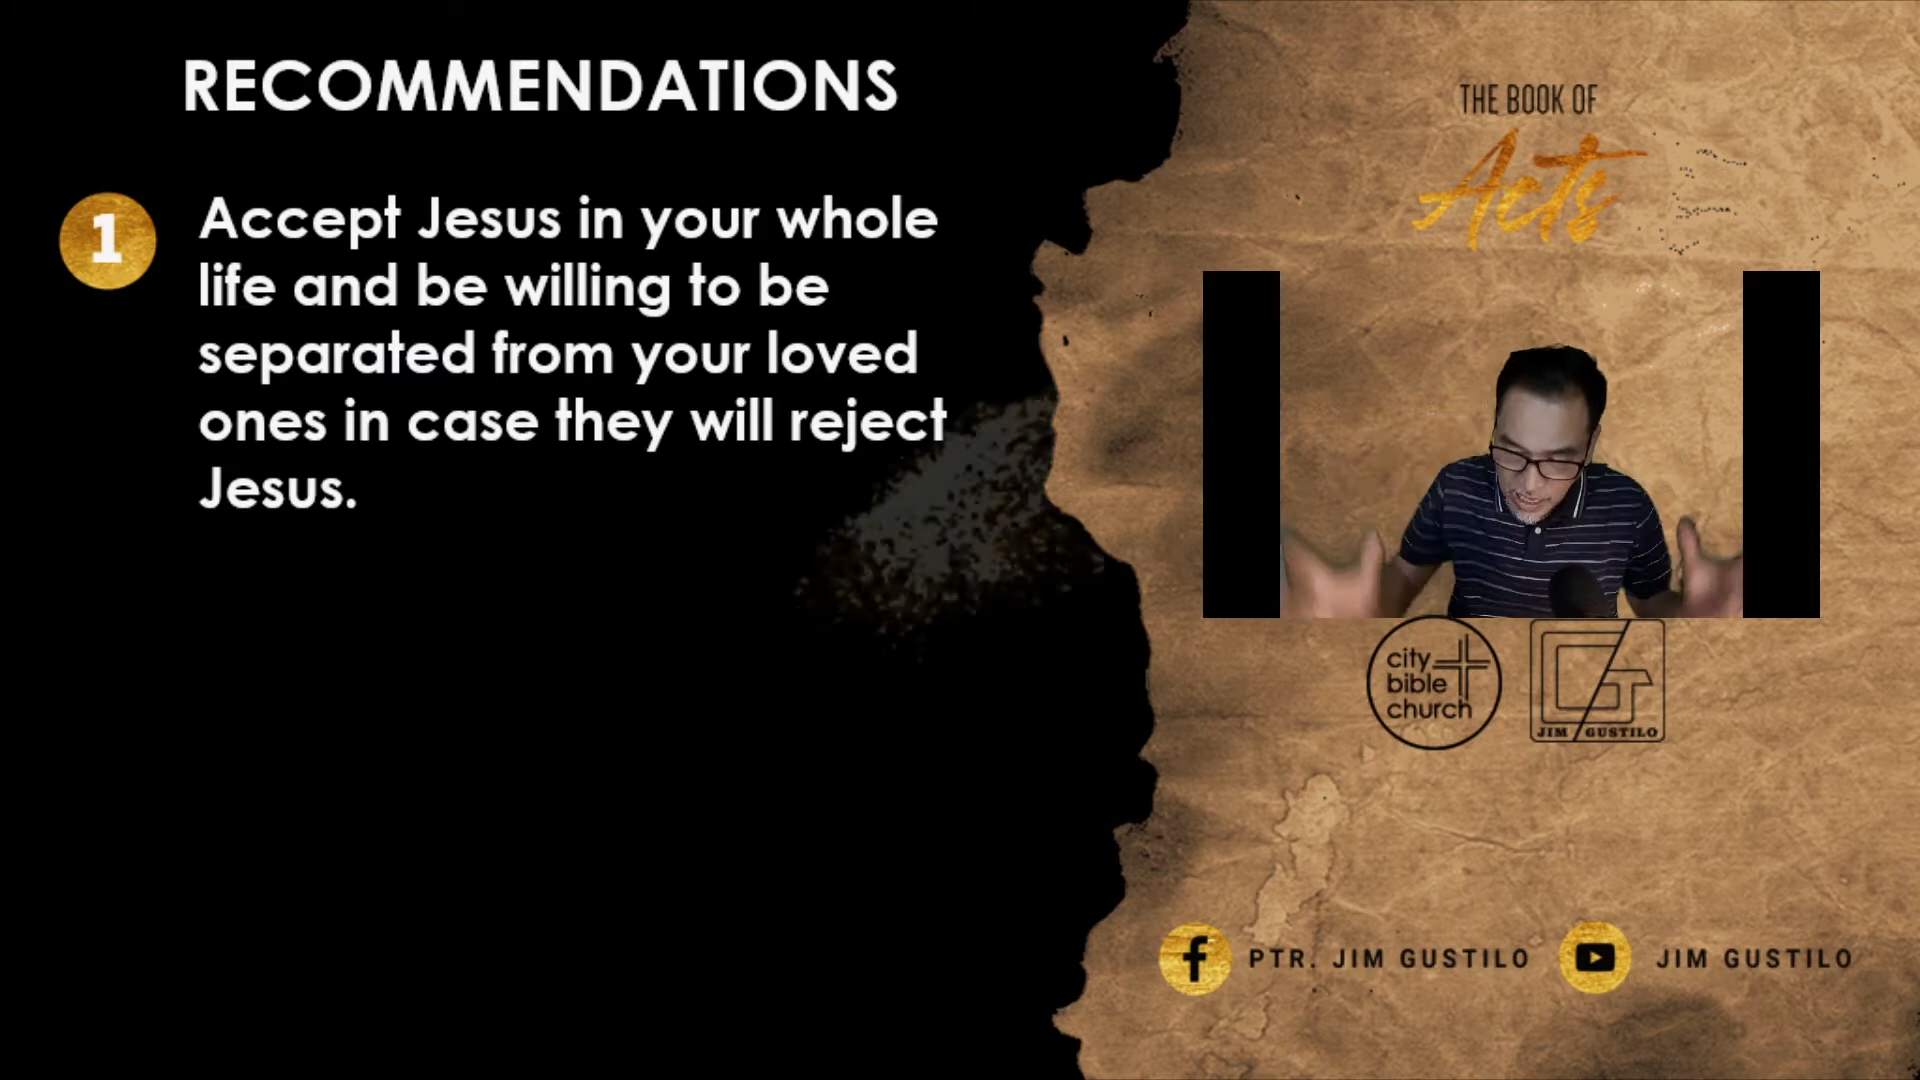 RECOMMENDATIONS
1
Accept Jesus in your whole
life and be willing to be
separated from your loved
ones in case they will reject
Jesus.
THE BOOK OF
Acts
city
bible
church
JIM GUSTILO
PTR. JIM GUSTILO
JIM GUSTILO